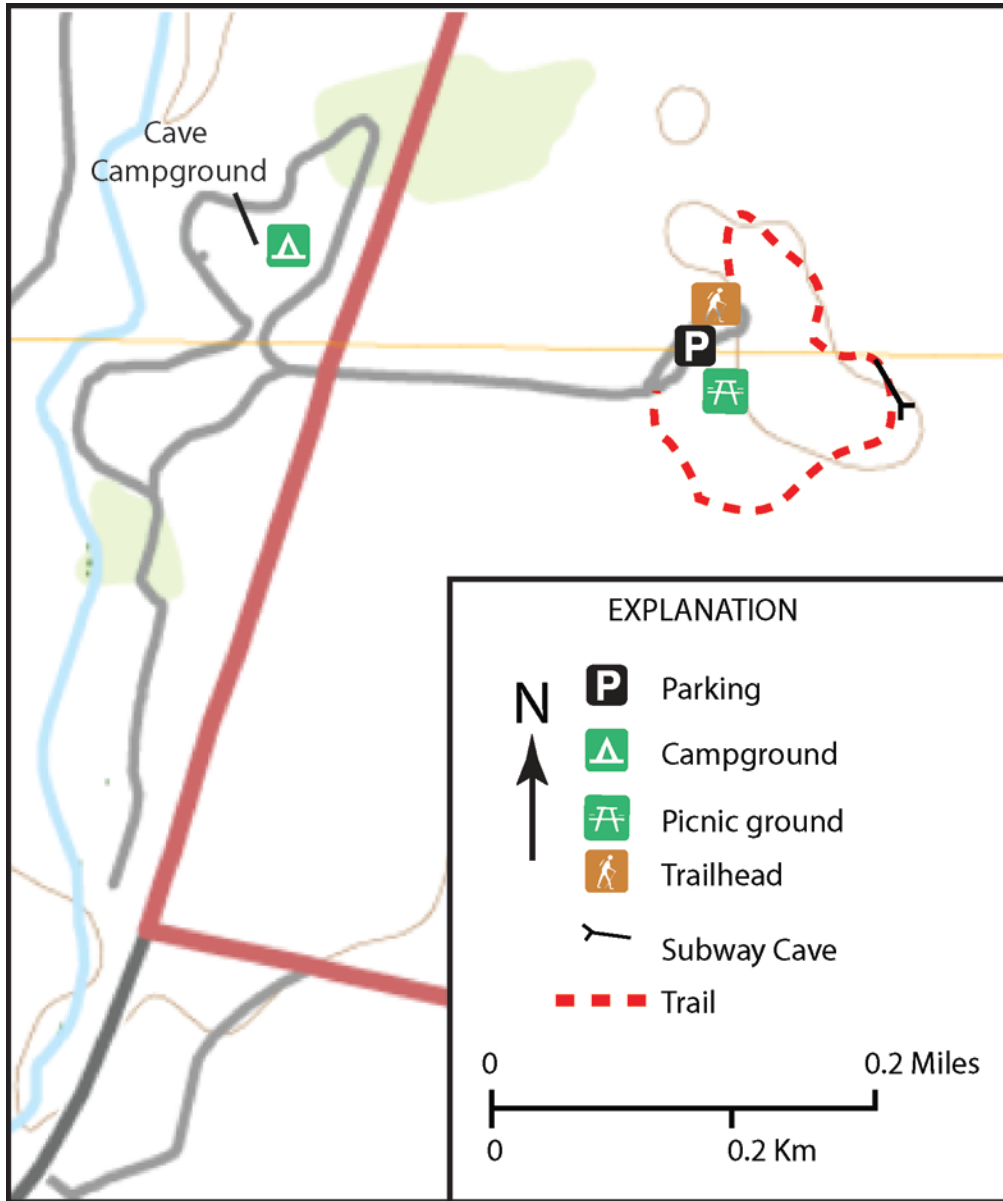 Cave
Campground
P
EXPLANATION
N
P Parking
Campground
Picnic ground
Trailhead
Subway Cave
Trail
0 0.2 Miles
0 0.2 Km